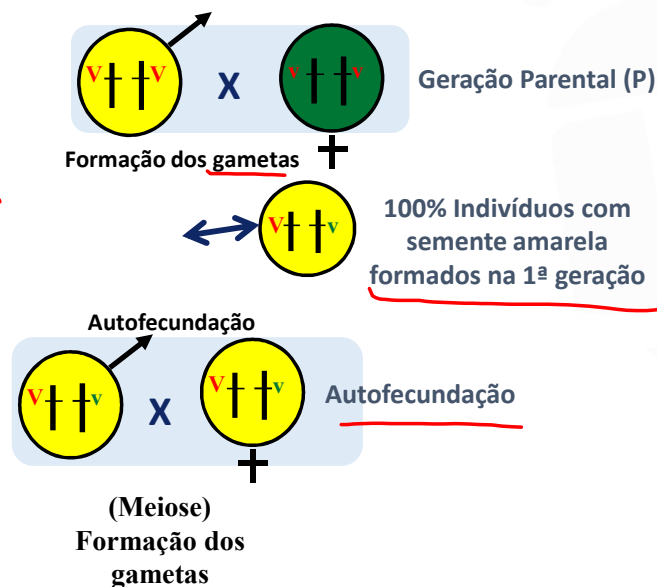 V V X v v Geração Parental (P)
Formação dos gametas
V v 100% Indivíduos com
semente amarela
formados na 1ª geração
Autofecundação
V v X V v Autofecundação
(Meiose)
Formação dos
gametas